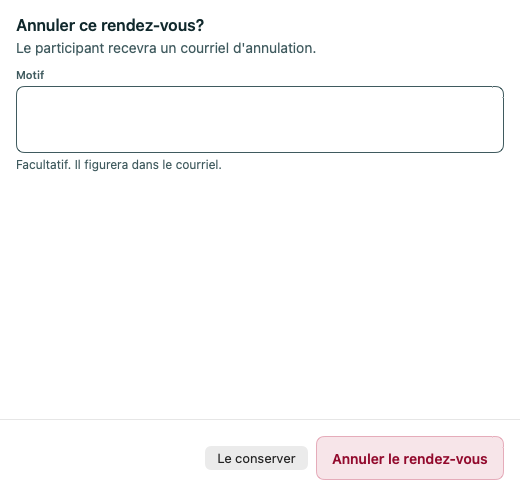 Annuler ce rendez-vous?
Le participant recevra un courriel d'annulation.
Motif
Facultatif. Il figurera dans le courriel.
Le conserver
Annuler le rendez-vous